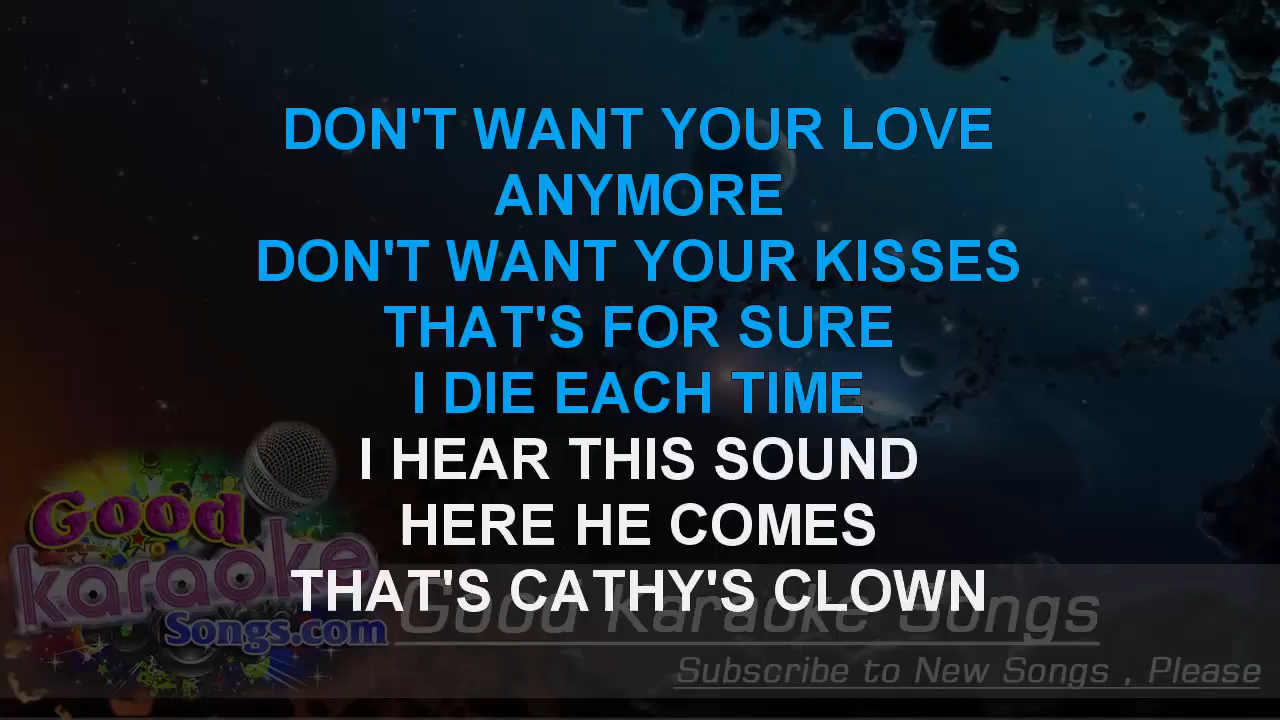 DON'T WANT YOUR LOVE
ANYMORE
DON'T WANT YOUR KISSES
THAT'S FOR SURE
I DIE EACH TIME
I HEAR THIS SOUND
HERE HE COMES
THAT'S CATHY'S CLOWN
Good
karaoke
Songs.com
Good Karaoke Songs
Subscribe to New Songs , Please